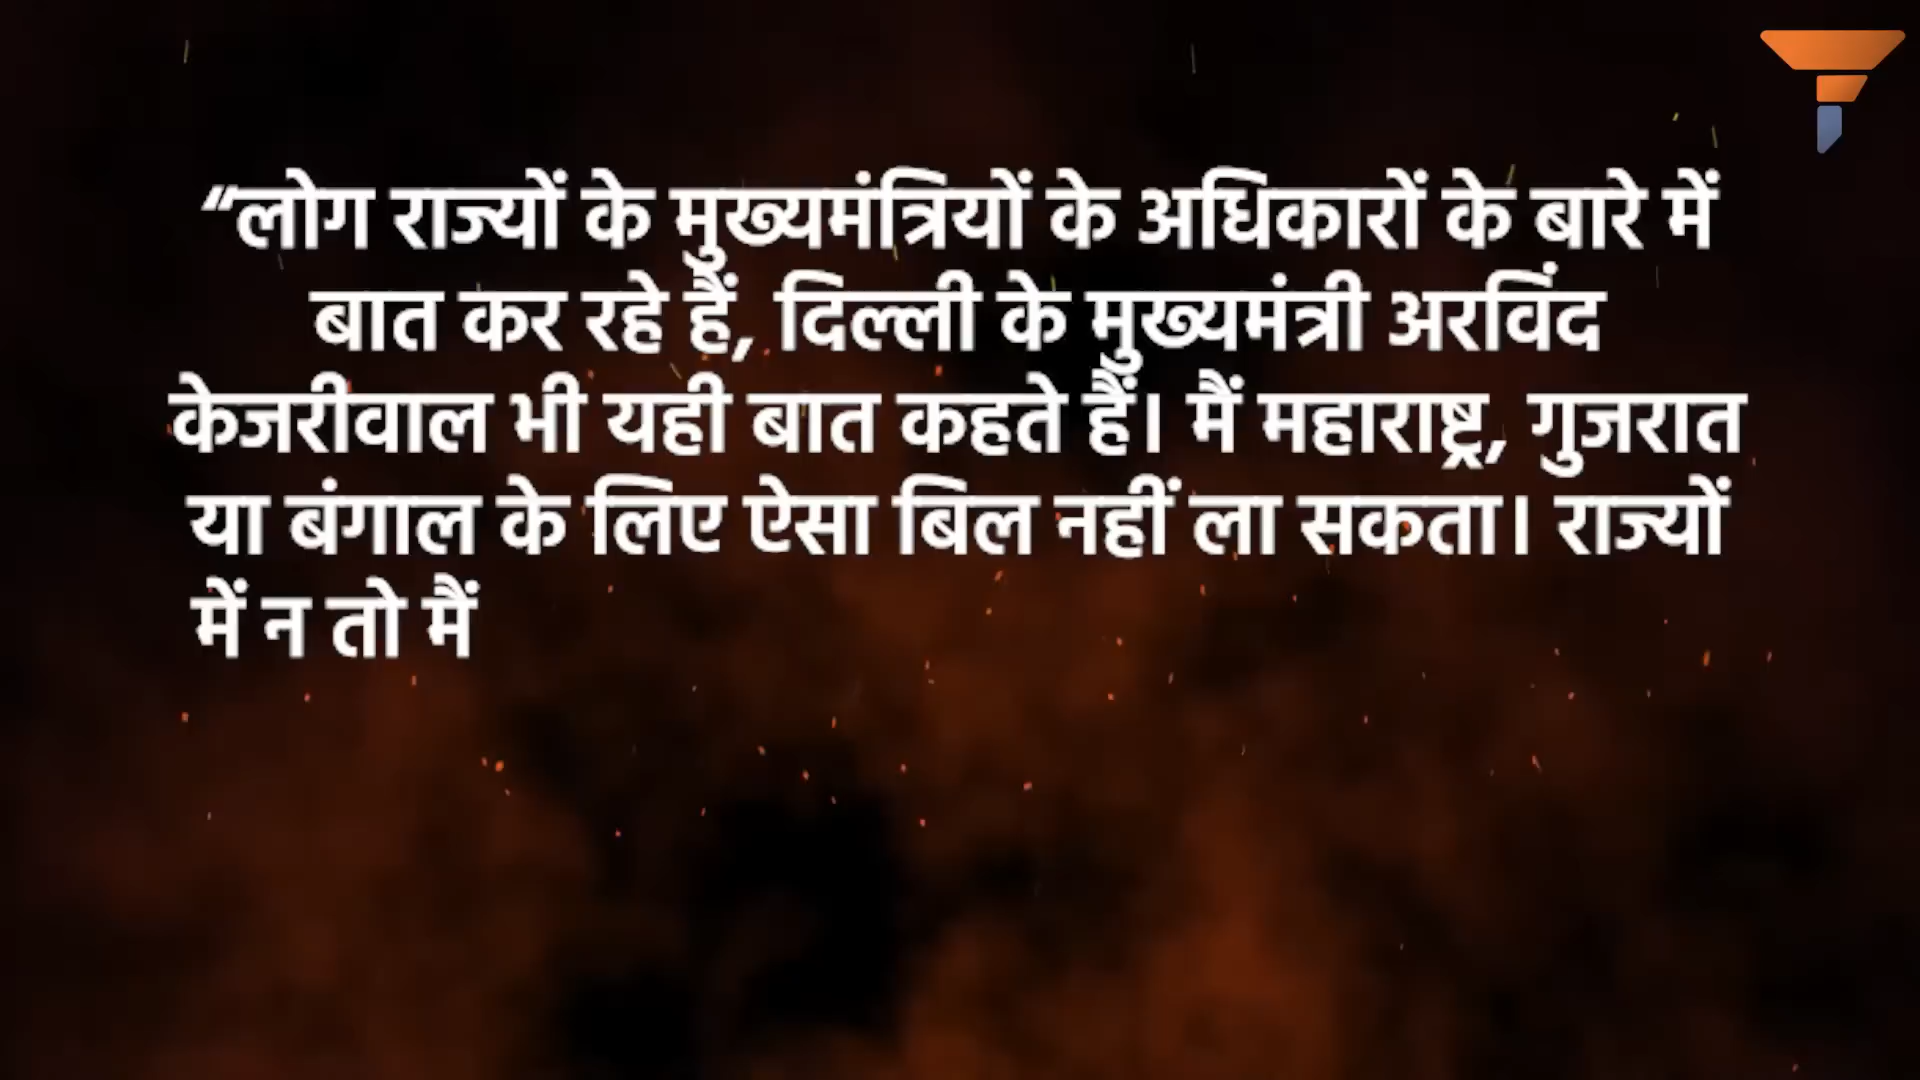 “लोग राज्यों के मुख्यमंत्रियों के अधिकारों के बारे में
बात कर रहे हैं, दिल्ली के मुख्यमंत्री अरविंद
केजरीवाल भी यही बात कहते हैं। मैं महाराष्ट्र, गुजरात
या बंगाल के लिए ऐसा बिल नहीं ला सकता। राज्यों
में न तो मैं